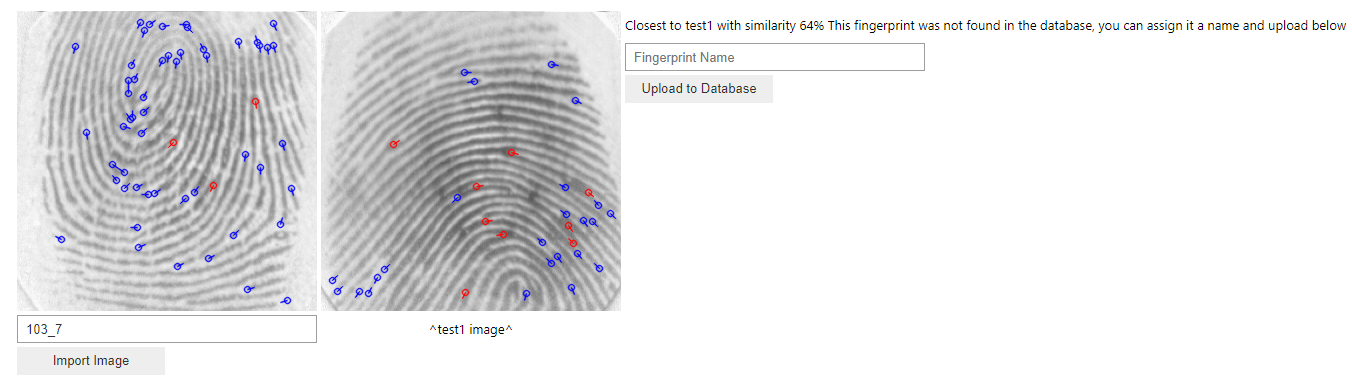 Closest to test1 with similarity 64% This fingerprint was not found in the database, you can assign it a name and upload below
Fingerprint Name
Upload to Database
103_7
^test1 image^
Import Image